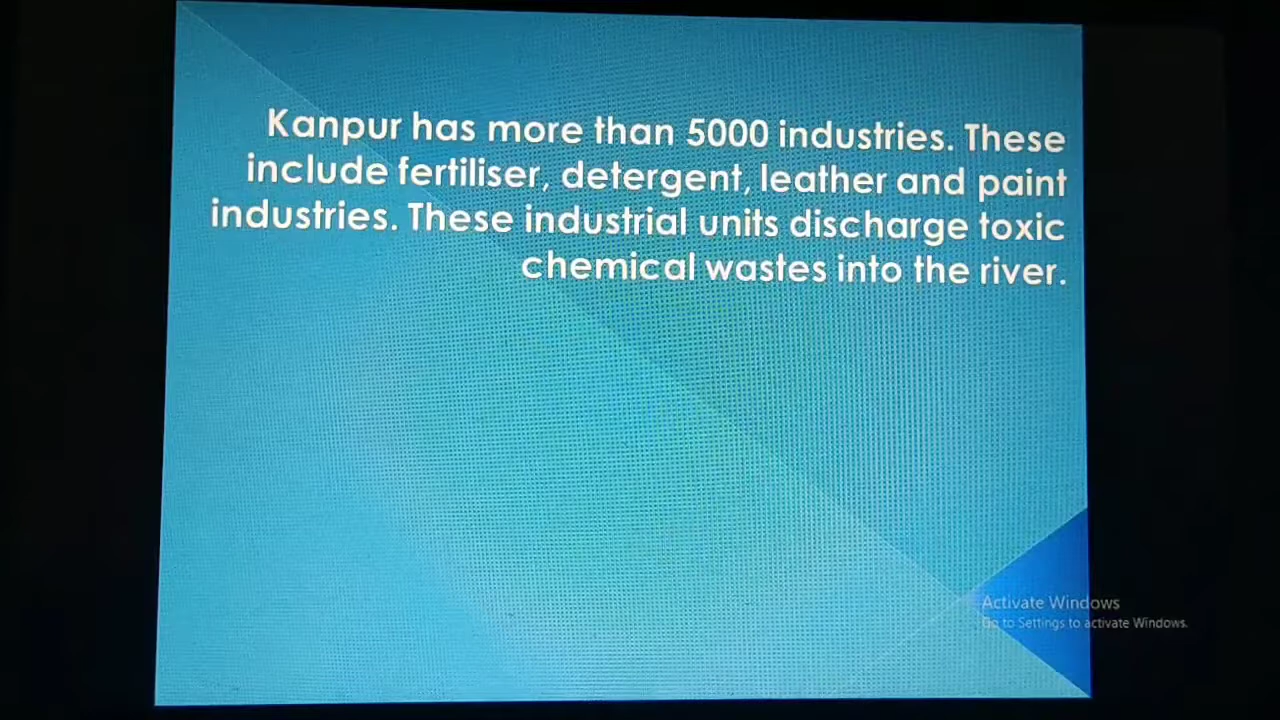 Kanpur has more than 5000 industries. These
include fertiliser, detergent, leather and paint
industries. These industrial units discharge toxic
chemical wastes into the river.
Activate Windows
Go to Settings to activate Windows.